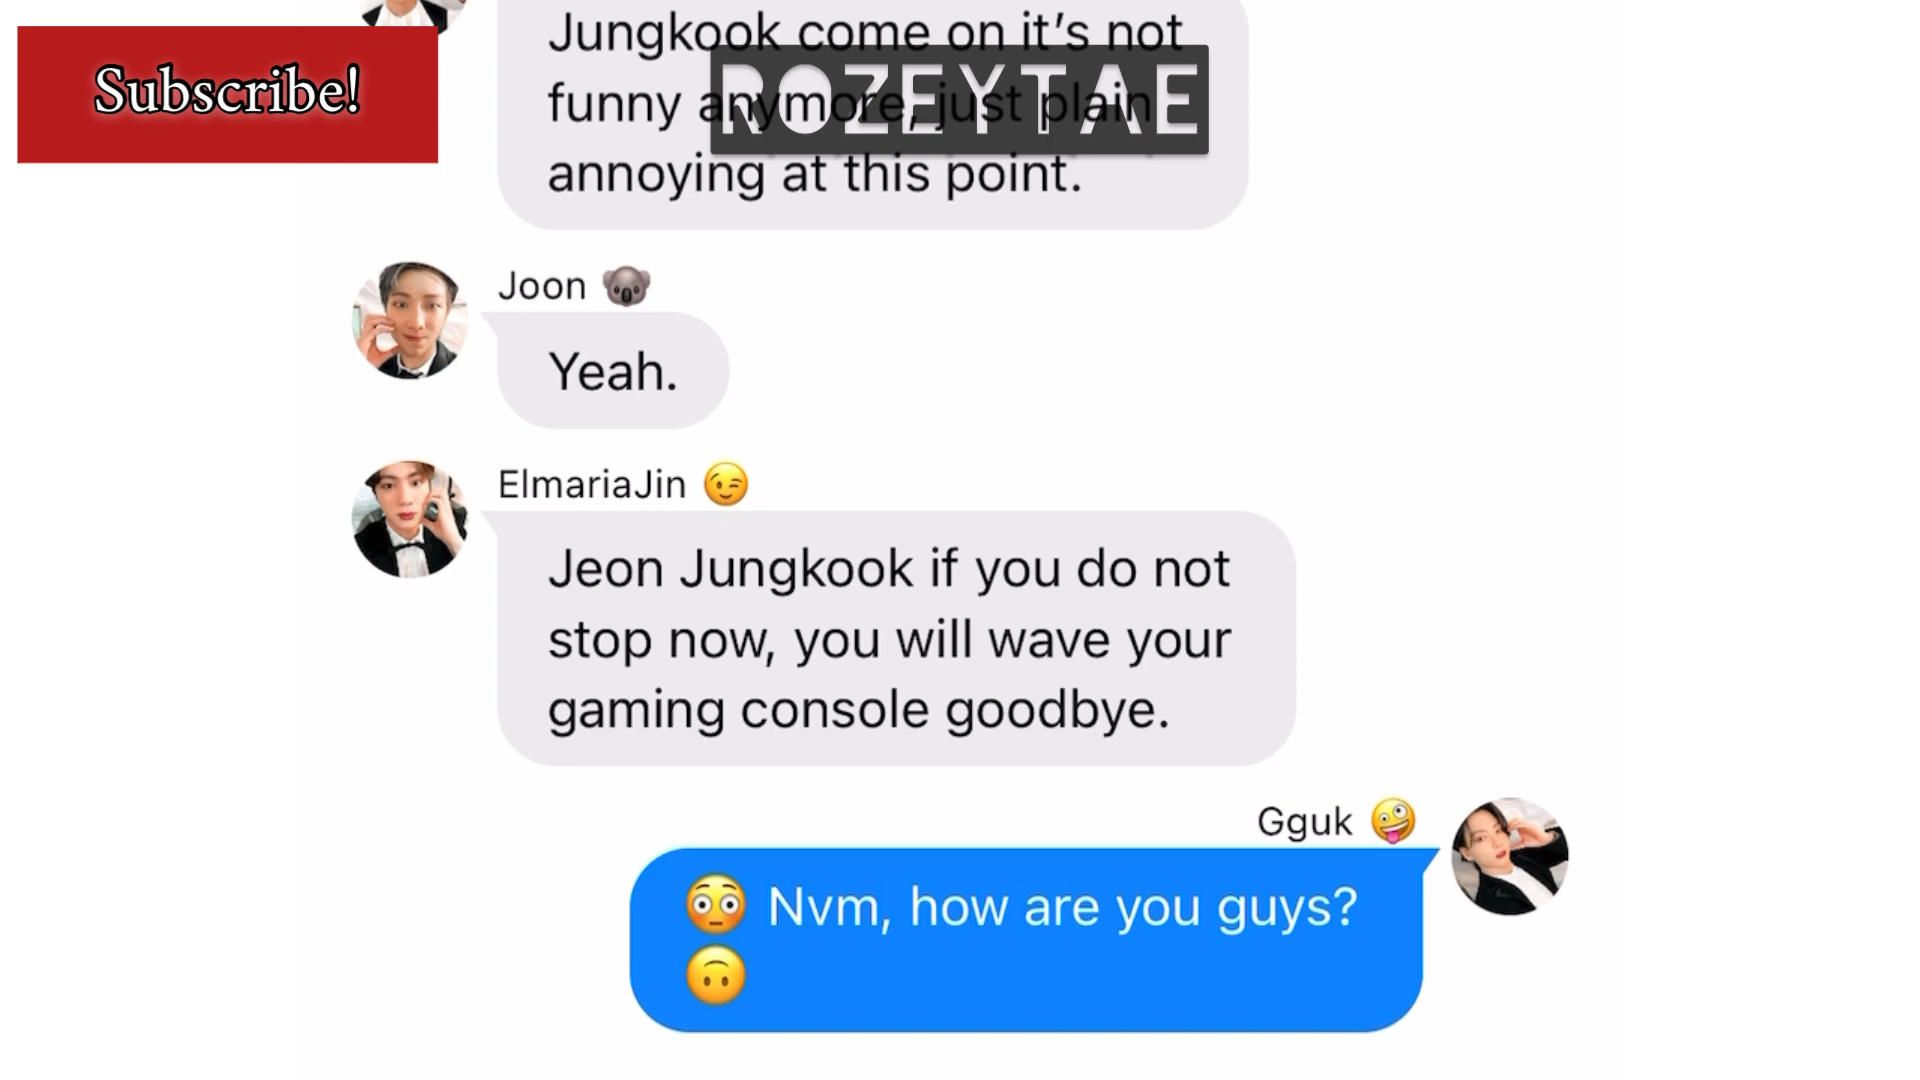 Subscribe!
Jungkook come on it's not
funny anymore, just plain
annoying at this point.
ROZEYTAE
Joon 🐨
Yeah.
ElmariaJin 😉
Jeon Jungkook if you do not
stop now, you will wave your
gaming console goodbye.
Gguk 🤪
😳 Nvm, how are you guys?
🙃